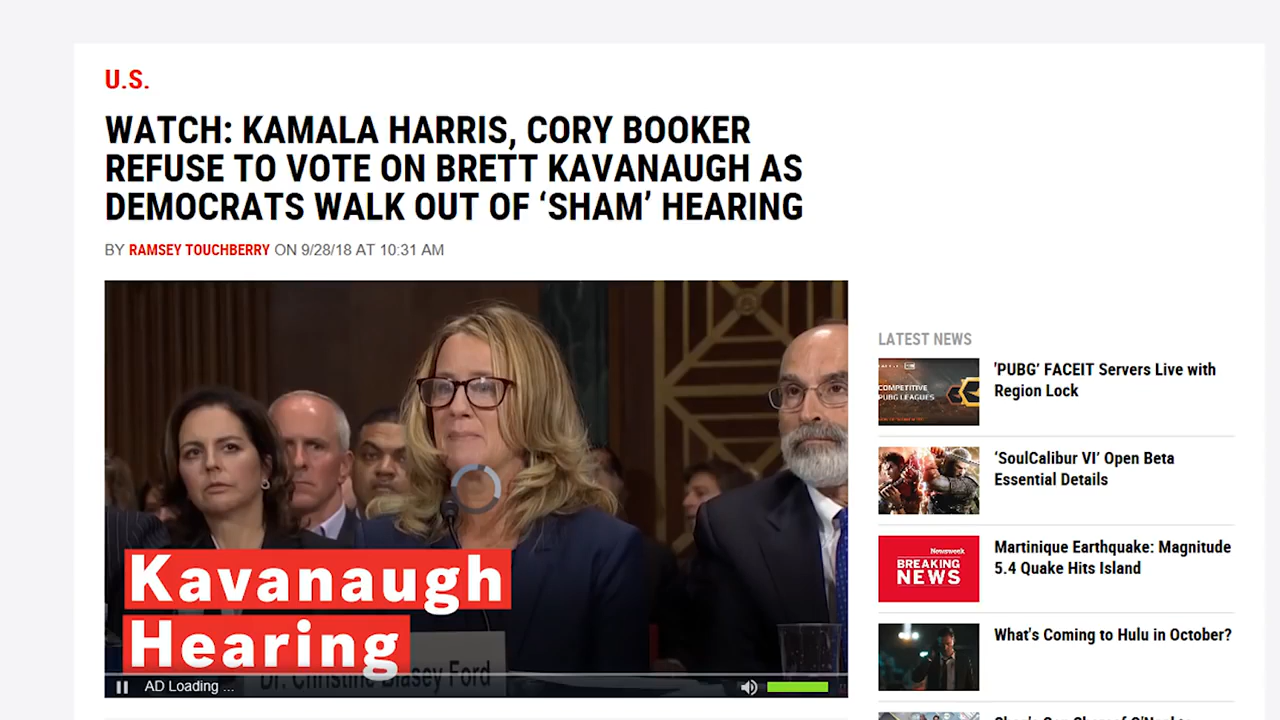 U.S.
WATCH: KAMALA HARRIS, CORY BOOKER
REFUSE TO VOTE ON BRETT KAVANAUGH AS
DEMOCRATS WALK OUT OF ‘SHAM’ HEARING
BY RAMSEY TOUCHBERRY ON 9/28/18 AT 10:31 AM
Kavanaugh
Hearing
Dr. Christine Blasey Ford
AD Loading ...
LATEST NEWS
COMPETITIVE
PUBG LEAGUES
'PUBG’ FACEIT Servers Live with
Region Lock
‘SoulCalibur VI’ Open Beta
Essential Details
Newsweek
BREAKING
NEWS
Martinique Earthquake: Magnitude
5.4 Quake Hits Island
What's Coming to Hulu in October?